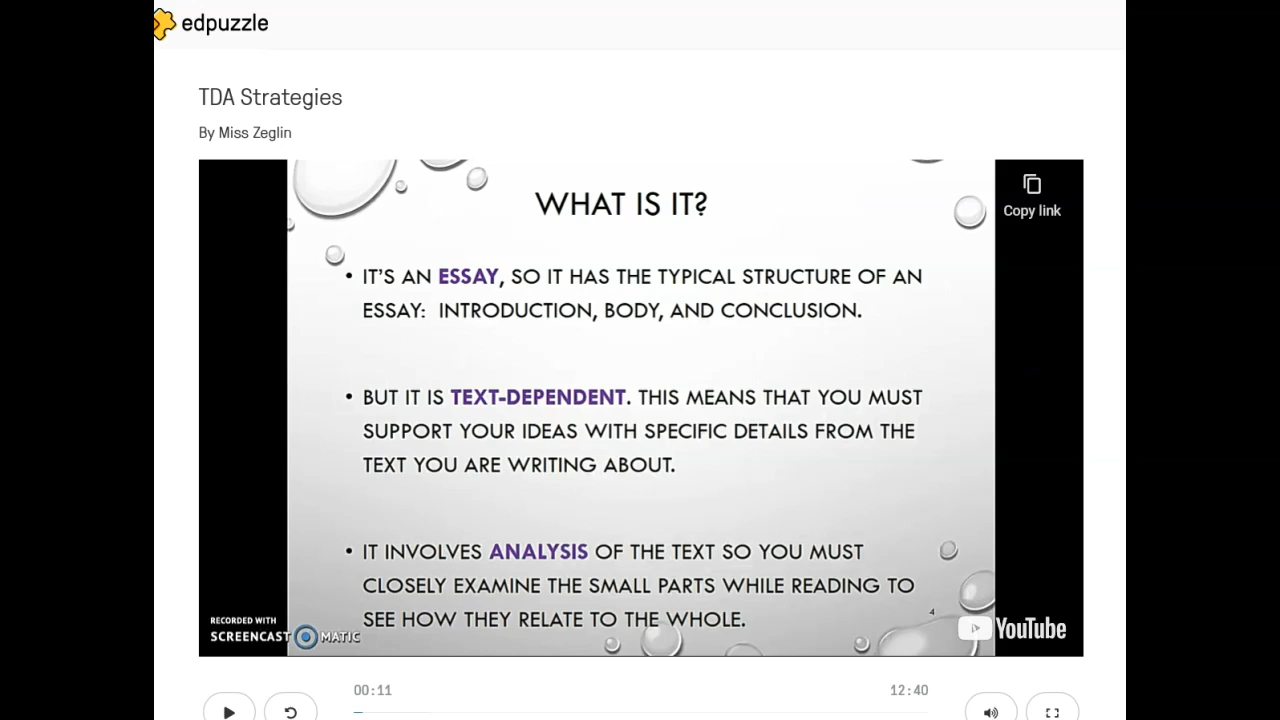 edpuzzle
TDA Strategies
By Miss Zeglin
Copy link
WHAT IS IT?
• IT'S AN ESSAY, SO IT HAS THE TYPICAL STRUCTURE OF AN
ESSAY: INTRODUCTION, BODY, AND CONCLUSION.
• BUT IT IS TEXT-DEPENDENT. THIS MEANS THAT YOU MUST
SUPPORT YOUR IDEAS WITH SPECIFIC DETAILS FROM THE
TEXT YOU ARE WRITING ABOUT.
• IT INVOLVES ANALYSIS OF THE TEXT SO YOU MUST
CLOSELY EXAMINE THE SMALL PARTS WHILE READING TO
SEE HOW THEY RELATE TO THE WHOLE.
4
RECORDED WITH
SCREENCAST MATIC
YouTube
00:11
12:40